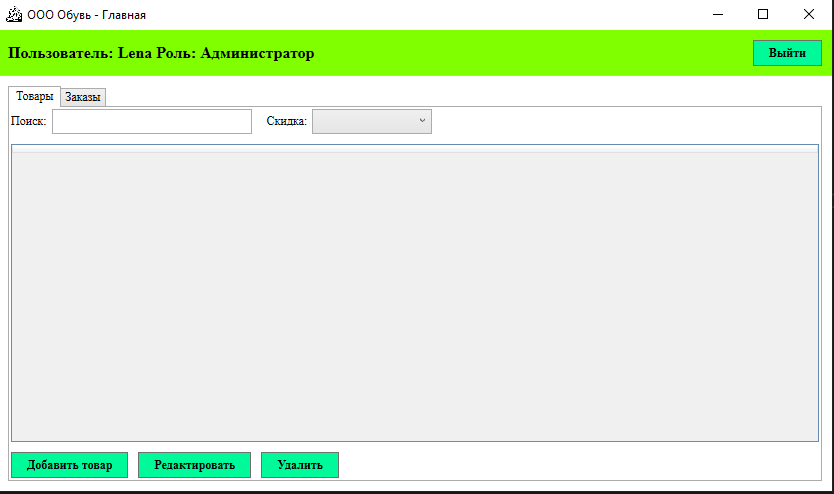 ООО Обувь - Главная
Пользователь: Lena Роль: Администратор
Выйти
Товары Заказы
Поиск: Скидка:
Добавить товар Редактировать Удалить